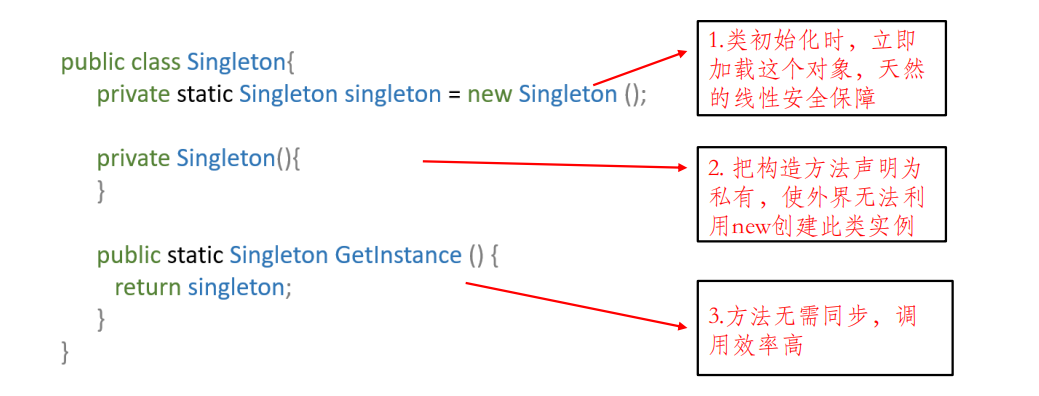 public class Singleton{
private static Singleton singleton = new Singleton ();
private Singleton(){
}
public static Singleton GetInstance () {
return singleton;
}
}
1.类初始化时，立即
加载这个对象，天然
的线性安全保障
2. 把构造方法声明为
私有，使外界无法利
用new创建此类实例
3.方法无需同步，调
用效率高